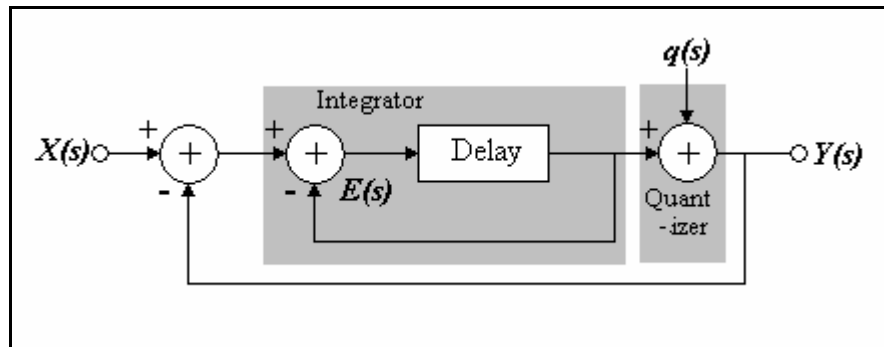 q(s)
Integrator
+
+
+
X(s)
+
+
Delay
+
Y(s)
-
-
E(s)
Quant
-izer